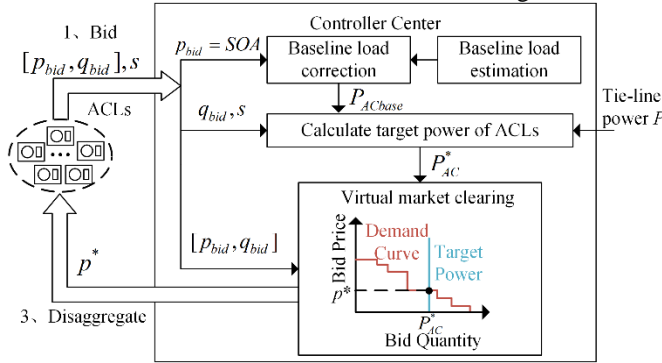 1、Bid
[p_bid, q_bid], s
ACLs
Controller Center
p_bid = SOA
Baseline load
correction
Baseline load
estimation
P_ACbase
q_bid, s
Calculate target power of ACLs
Tie-line
power P
P*_AC
Virtual market clearing
[p_bid, q_bid]
Bid Price
Demand
Curve
Target
Power
p*
P*_AC
Bid Quantity
p*
3、Disaggregate